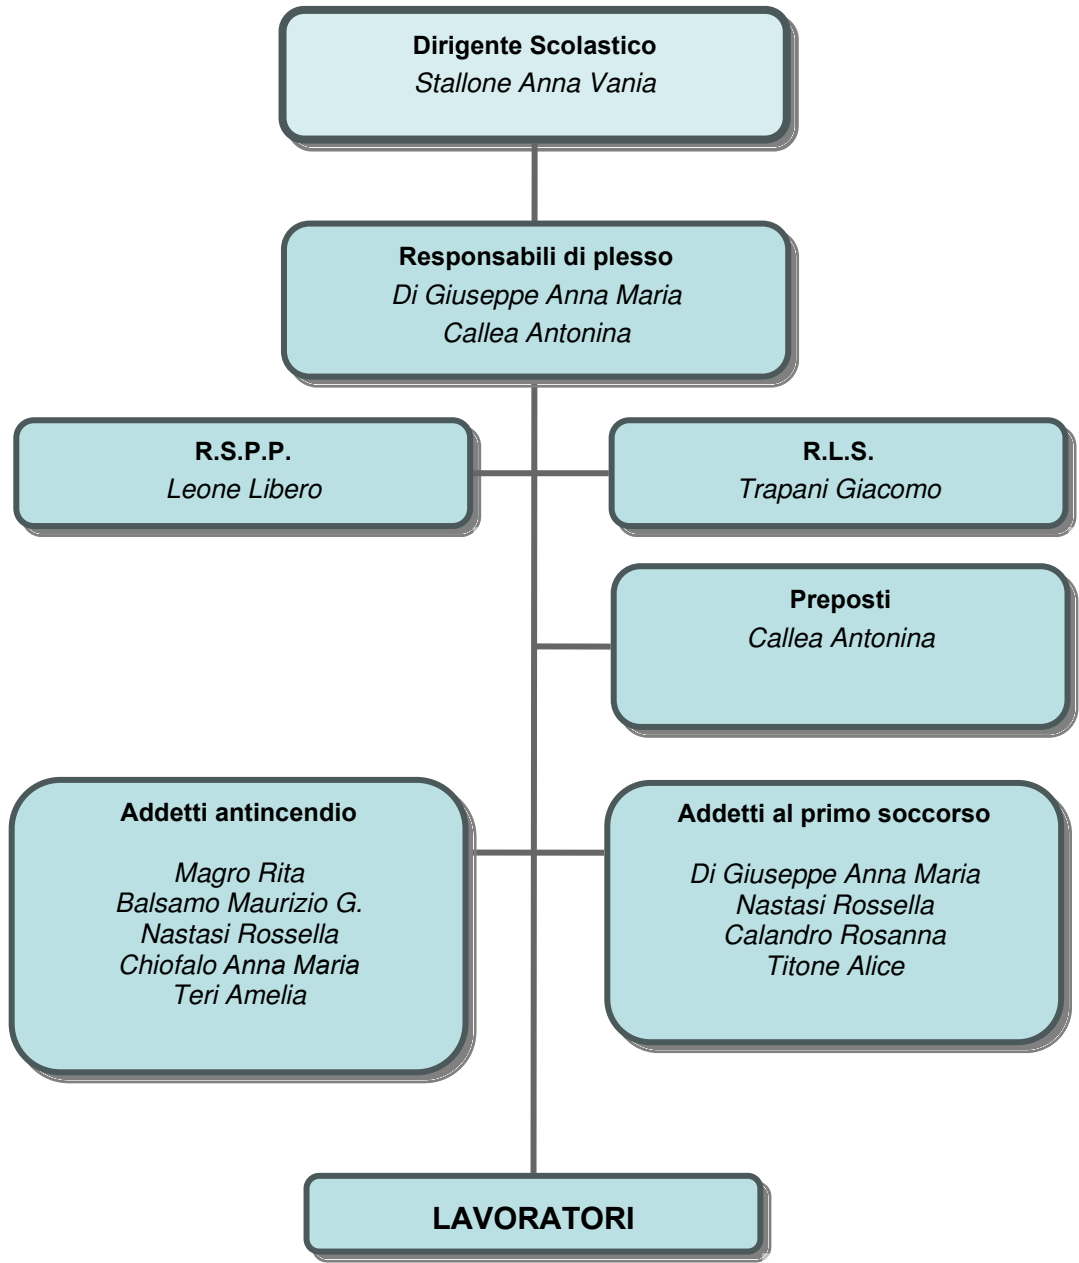 Dirigente Scolastico
Stallone Anna Vania
Responsabili di plesso
Di Giuseppe Anna Maria
Callea Antonina
R.S.P.P.
Leone Libero
R.L.S.
Trapani Giacomo
Preposti
Callea Antonina
Addetti antincendio
Magro Rita
Balsamo Maurizio G.
Nastasi Rossella
Chiofalo Anna Maria
Teri Amelia
Addetti al primo soccorso
Di Giuseppe Anna Maria
Nastasi Rossella
Calandro Rosanna
Titone Alice
LAVORATORI